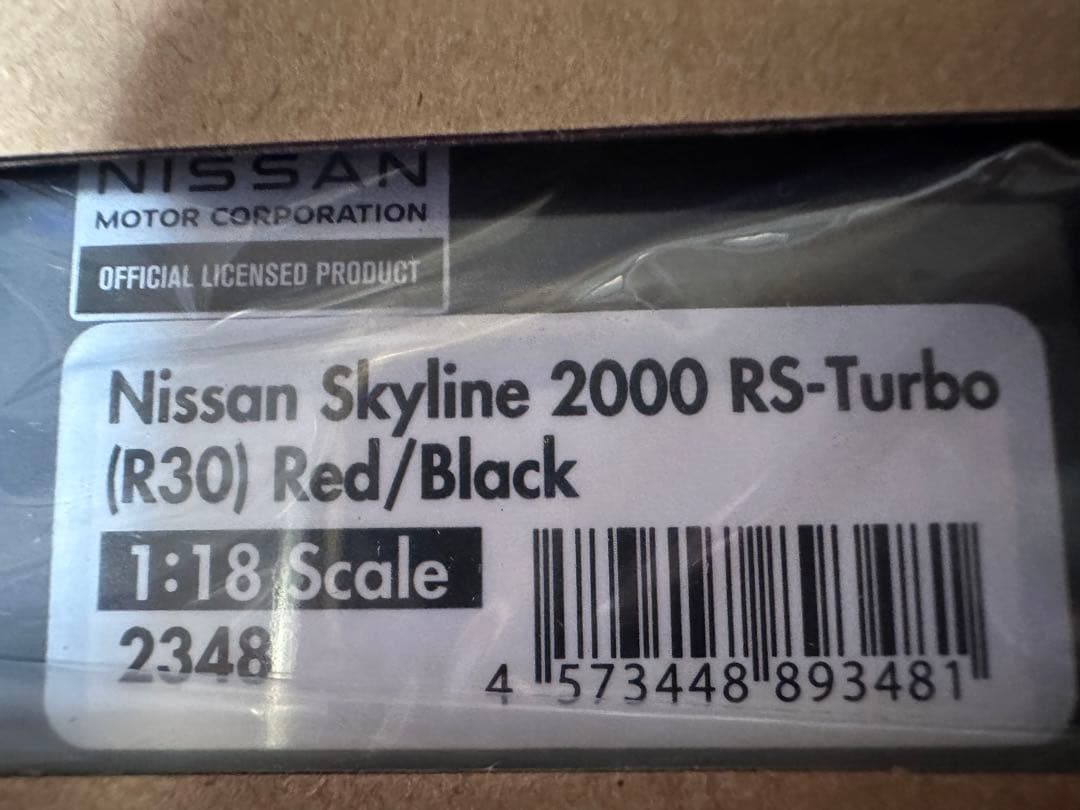 NISSAN
MOTOR CORPORATION
OFFICIAL LICENSED PRODUCT
Nissan Skyline 2000 RS-Turbo
(R30) Red/Black
1:18 Scale
2348
4 573448 893481